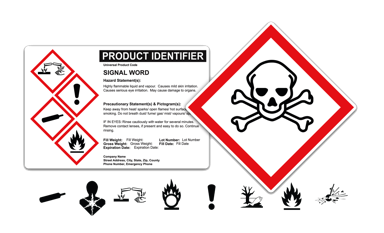 PRODUCT IDENTIFIER
Universal Product Code
SIGNAL WORD
Hazard Statement(s):
Highly flammable liquid and vapour. Causes mild skin irritation.
Causes serious eye irritation. May cause damage to organs.
Precautionary Statement(s) & Pictogram(s):
Keep away from heat/ sparks/ open flames/ hot surfaces
smoking. Do not breath dust/ fume/ gas/ mist/ vapours/
IF IN EYES: Rinse cautiously with water for several minutes.
Remove contact lenses, if present and easy to do so. Continue
rinsing.
Fill Weight: Fill Weight Lot Number: Lot Number
Gross Weight: Gross Weight Fill Date: Fill Date
Expiration Date: Expiration Date
Company Name
Street Address, City, State, Zip, County
Phone Number, Emergency Phone